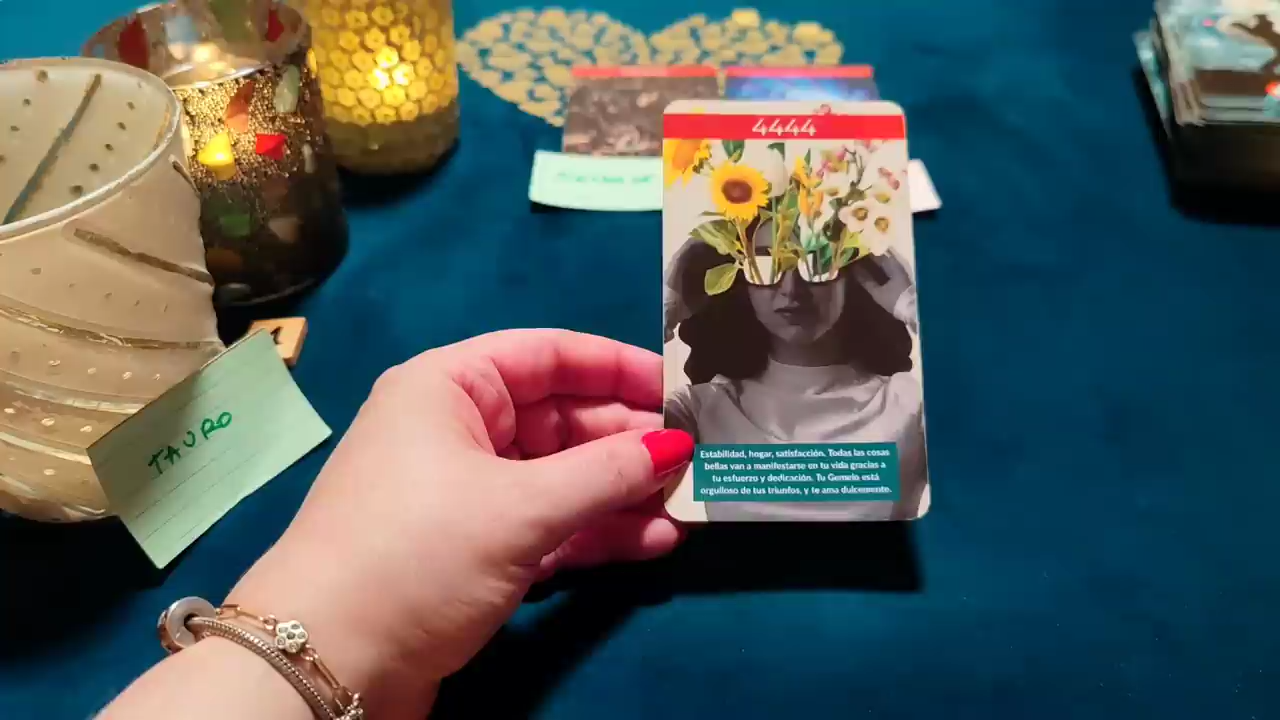 4444
TAURO
Estabilidad, hogar, satisfacción. Todas las cosas
bellas van a manifestarse en tu vida gracias a
tu esfuerzo y dedicación. Tu Gemelo está
orgulloso de tus triunfos, y te ama dulcemente.